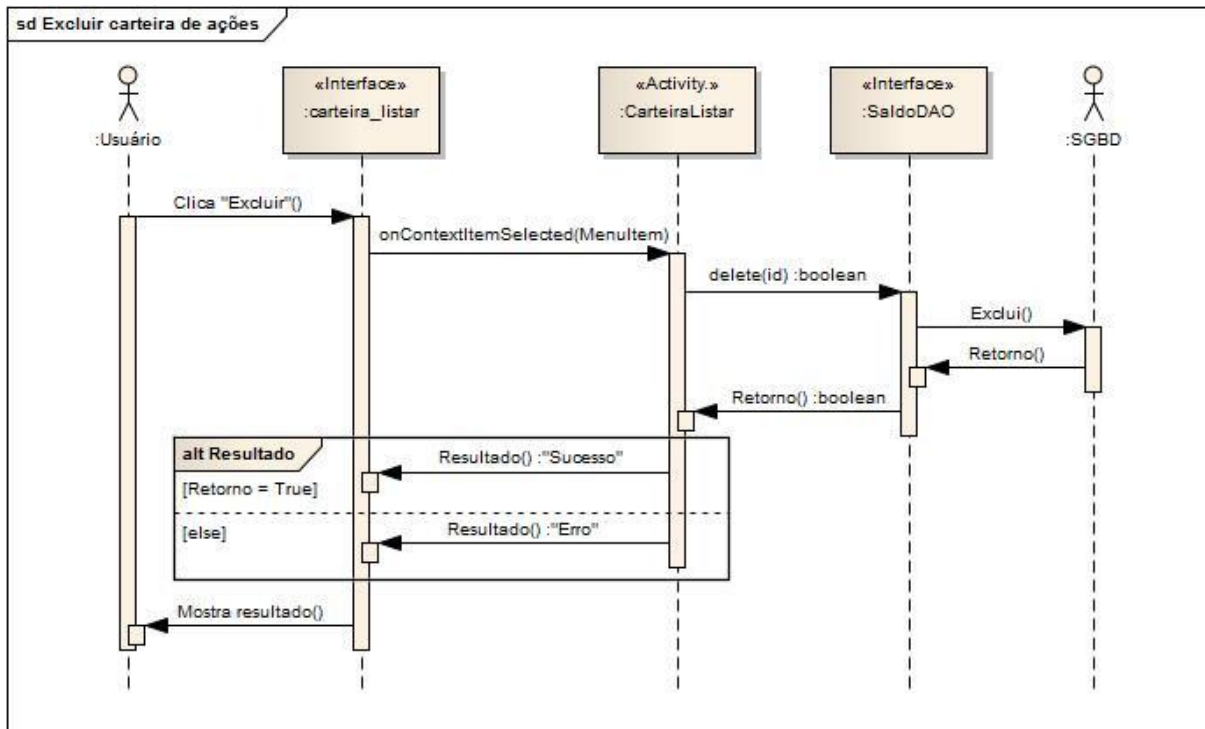 sd Excluir carteira de ações
«Interface»
:carteira_listar
«Activity.»
:CarteiraListar
«Interface»
:SaldoDAO
:Usuário
:SGBD
Clica "Excluir"()
onContextItemSelected(MenuItem)
delete(id) :boolean
Exclui()
Retorno()
Retorno() :boolean
alt Resultado
Resultado() :"Sucesso"
[Retorno = True]
Resultado() :"Erro"
[else]
Mostra resultado()